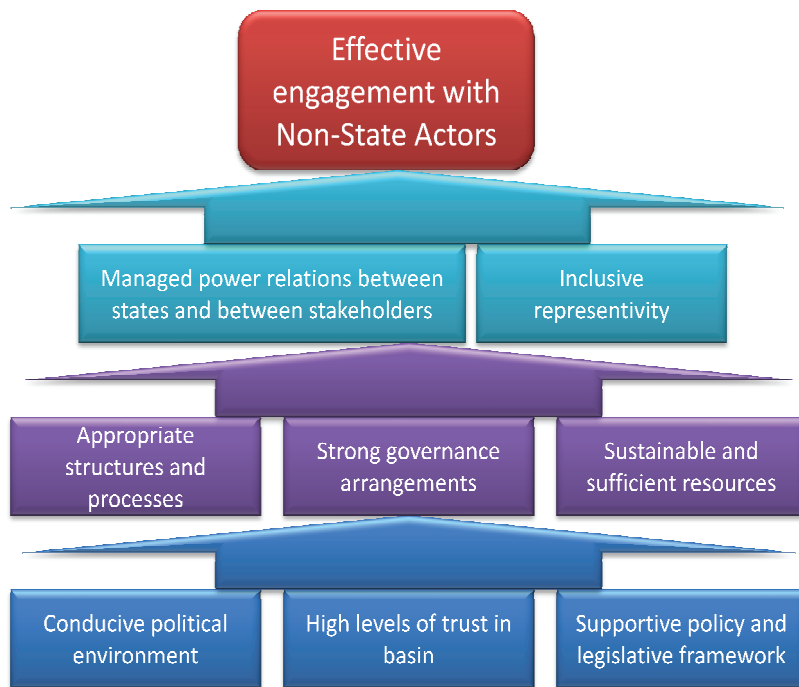 Effective
engagement with
Non-State Actors
Managed power relations between
states and between stakeholders
Inclusive
representivity
Appropriate
structures and
processes
Strong governance
arrangements
Sustainable and
sufficient resources
Conducive political
environment
High levels of trust in
basin
Supportive policy and
legislative framework